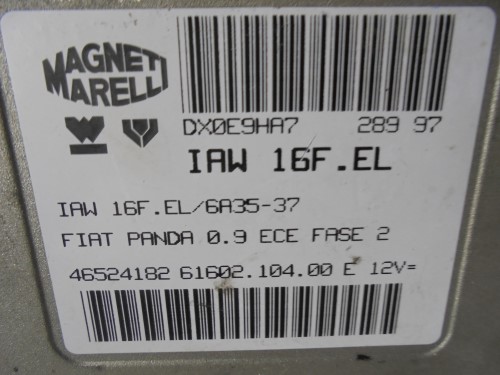 MAGNETI
MARELLI
DX0E9HA7 289 97
IAW 16F.EL
IAW 16F.EL/6A35-37
FIAT PANDA 0.9 ECE FASE 2
46524182 61602.104.00 E 12V=